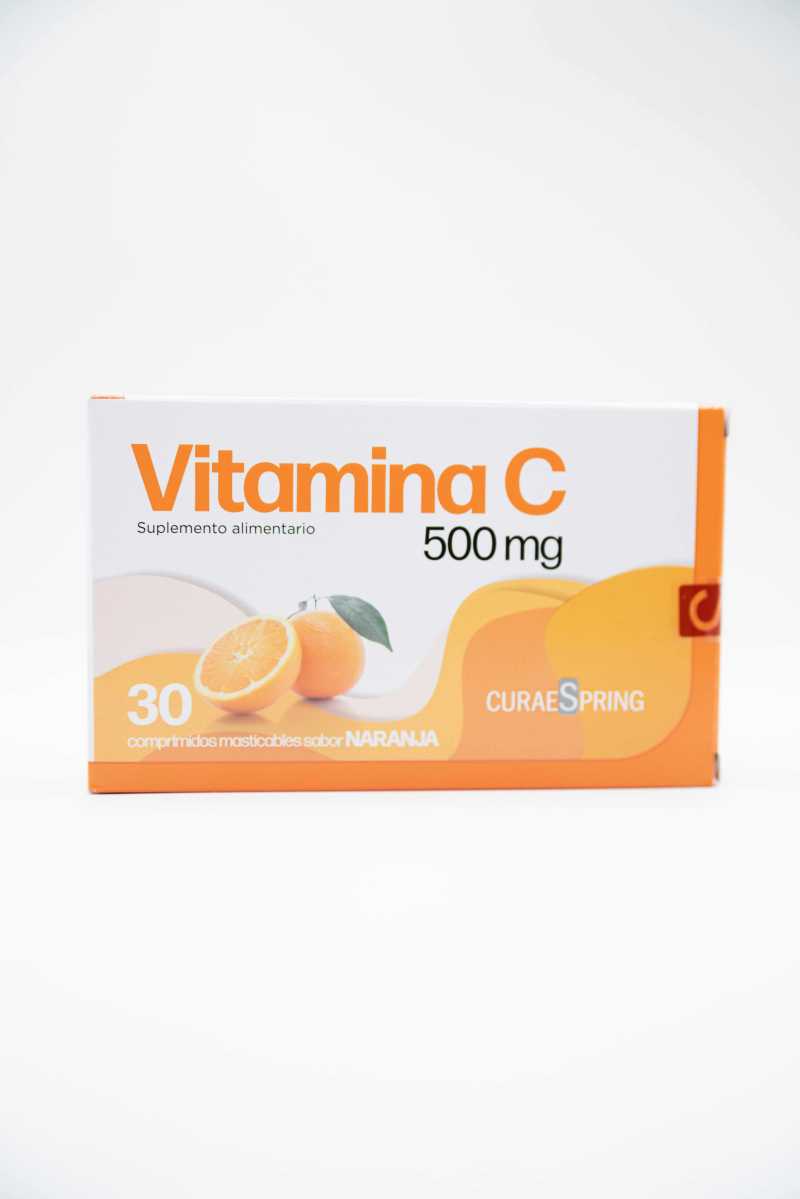 Vitamina C
Suplemento alimentario
500 mg
30
comprimidos masticables sabor NARANJA
CURAESPRING